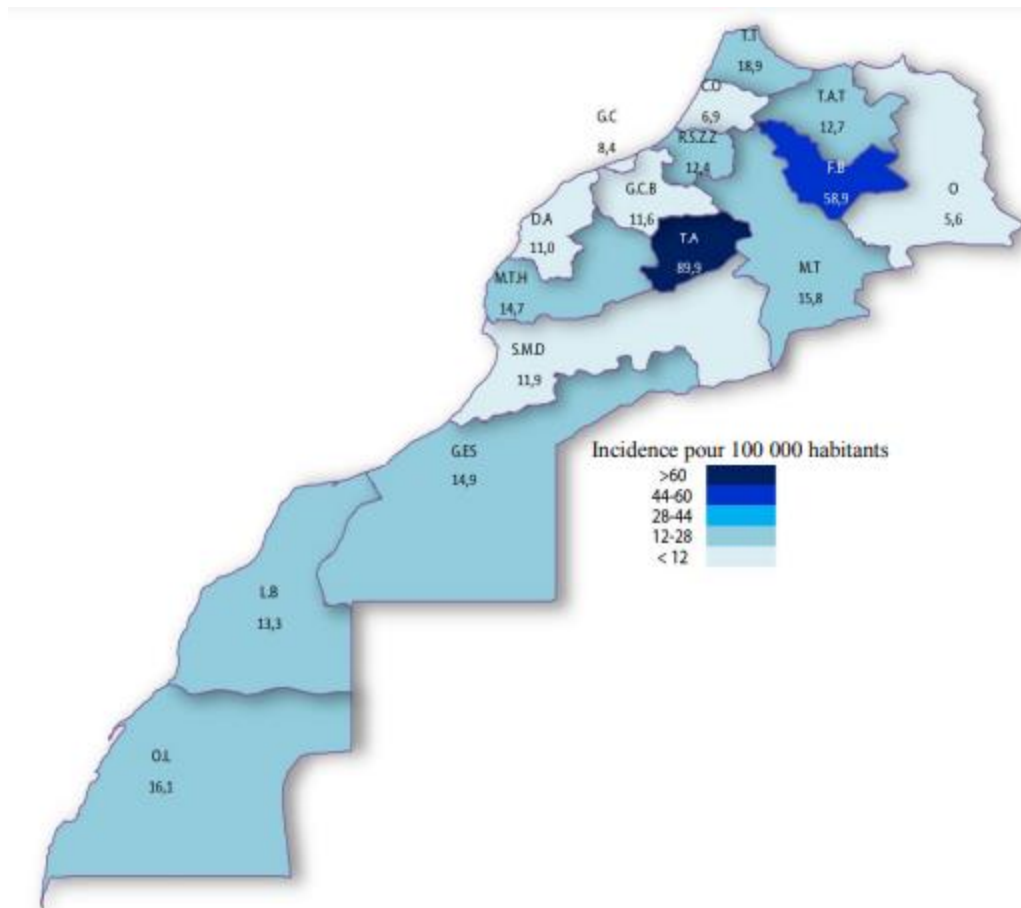 T.T
18,9
C.O
6,9
T.A.T
12,7
G.C
8,4
R.S.Z.Z
12,4
F.B
58,9
O
5,6
G.C.B
11,6
D.A
11,0
T.A
89,9
M.T
15,8
M.T.H
14,7
S.M.D
11,9
G.ES
14,9
Incidence pour 100 000 habitants
>60
44-60
28-44
12-28
< 12
L.B
13,3
O.L
16,1